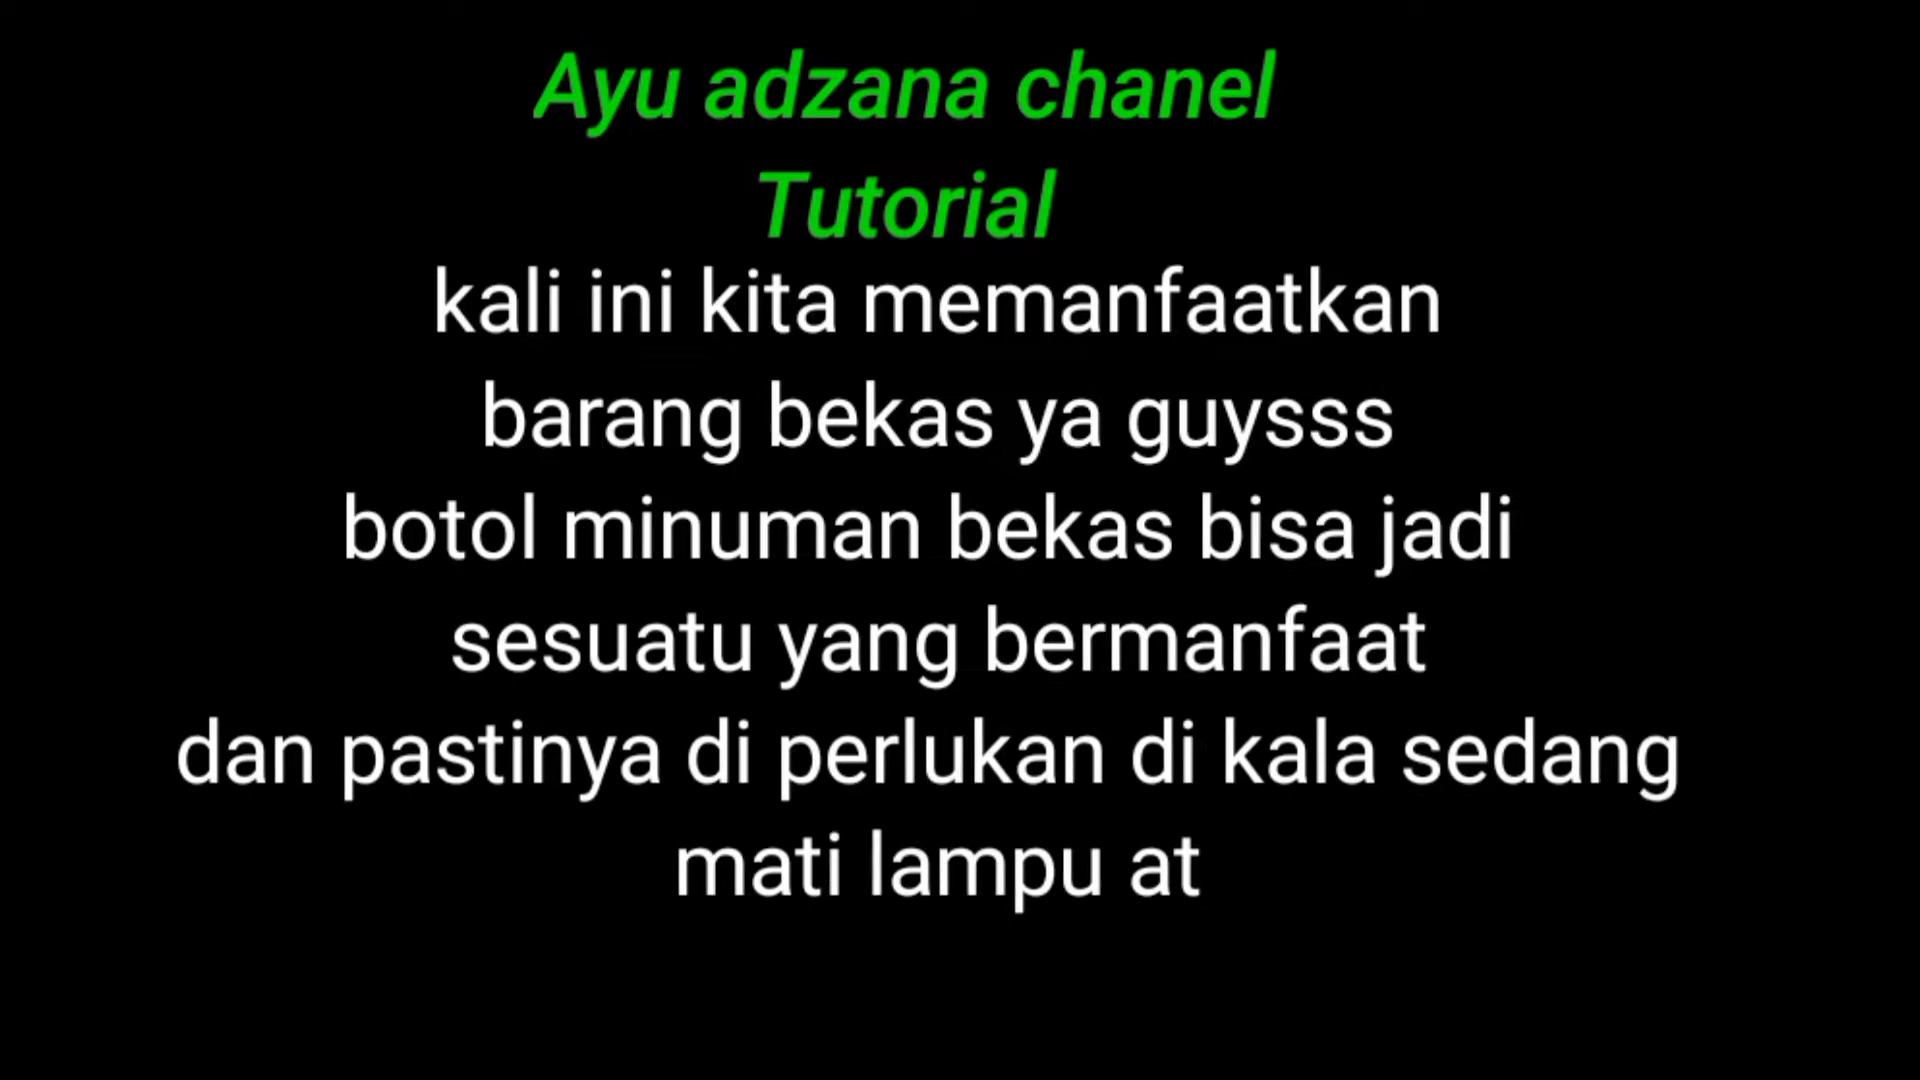 Ayu adzana chanel
Tutorial
kali ini kita memanfaatkan
barang bekas ya guysss
botol minuman bekas bisa jadi
sesuatu yang bermanfaat
dan pastinya di perlukan di kala sedang
mati lampu at